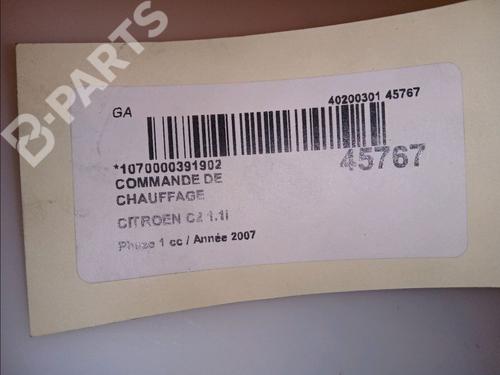 B-PARTS
GA
40200301 45767
*1070000391902
45767
COMMANDE DE
CHAUFFAGE
CITROEN C2 1.1i
Phase 1 cc / Année 2007